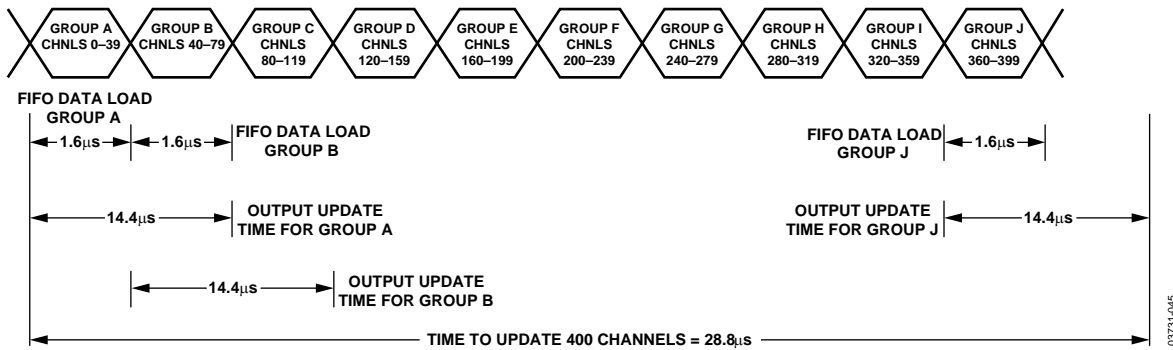 GROUP A
CHNLS 0–39
GROUP B
CHNLS 40–79
GROUP C
CHNLS
80–119
GROUP D
CHNLS
120–159
GROUP E
CHNLS
160–199
GROUP F
CHNLS
200–239
GROUP G
CHNLS
240–279
GROUP H
CHNLS
280–319
GROUP I
CHNLS
320–359
GROUP J
CHNLS
360–399
FIFO DATA LOAD
GROUP A
1.6µs
1.6µs
FIFO DATA LOAD
GROUP B
FIFO DATA LOAD
GROUP J
1.6µs
14.4µs
OUTPUT UPDATE
TIME FOR GROUP A
OUTPUT UPDATE
TIME FOR GROUP J
14.4µs
14.4µs
OUTPUT UPDATE
TIME FOR GROUP B
TIME TO UPDATE 400 CHANNELS = 28.8µs
03731-045